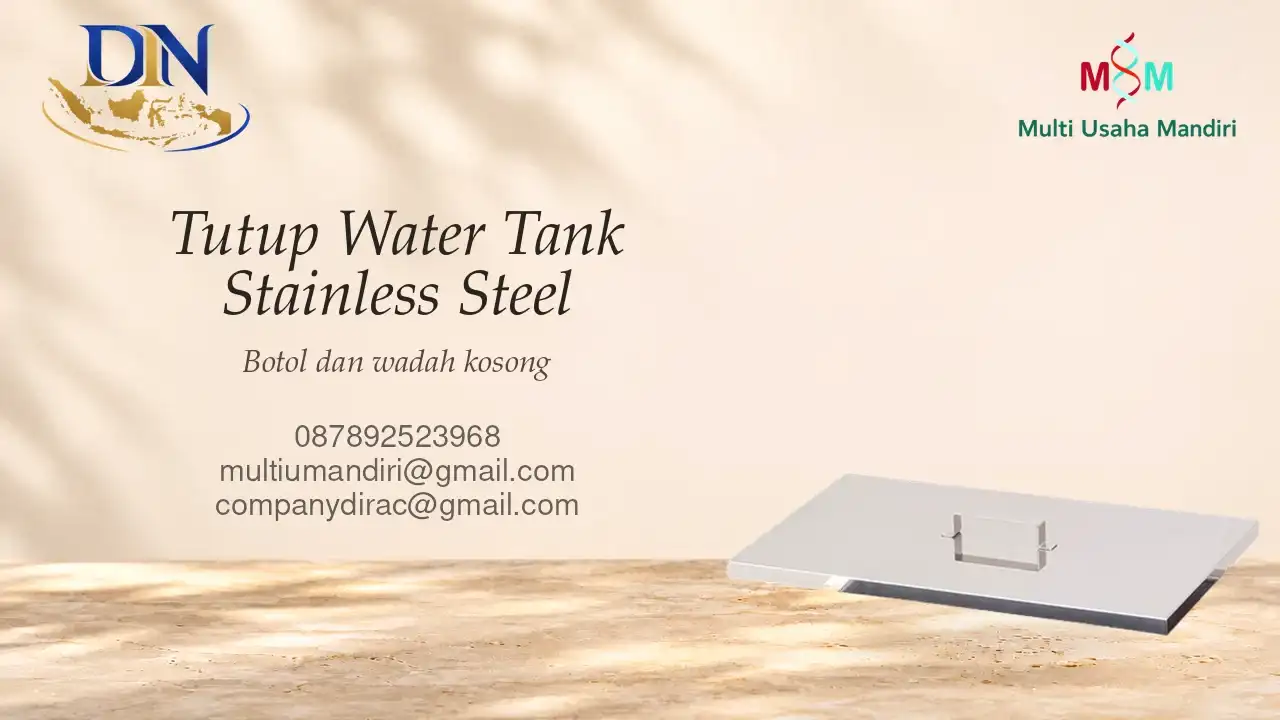 DIN
MSM
Multi Usaha Mandiri
Tutup Water Tank
Stainless Steel
Botol dan wadah kosong
087892523968
multiumandiri@gmail.com
companydirac@gmail.com